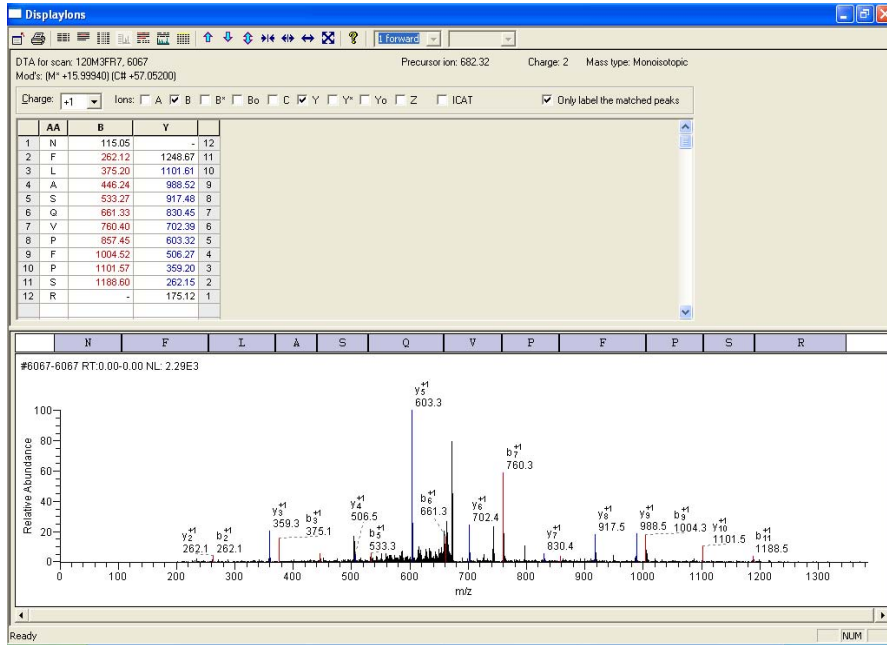 DisplayIons
1 forward
DTA for scan: 120M3FR7, 6067 Precursor ion: 682.32 Charge: 2 Mass type: Monoisotopic
Mod's: (M* +15.99940) (C# +57.05200)
Charge: +1 Ions: A B B* Bo C Y Y* Yo Z ICAT Only label the matched peaks
AA B Y
1 N 115.05 - 12
2 F 262.12 1248.67 11
3 L 375.20 1101.61 10
4 A 446.24 988.52 9
5 S 533.27 917.48 8
6 Q 661.33 830.45 7
7 V 760.40 702.39 6
8 P 857.45 603.32 5
9 F 1004.52 506.27 4
10 P 1101.57 359.20 3
11 S 1188.60 262.15 2
12 R - 175.12 1
N F L A S Q V P F P S R
#6067-6067 RT:0.00-0.00 NL: 2.29E3
Relative Abundance
100
80
60
40
20
0
y5+1
603.3
b7+1
760.3
y3+1
359.3
b3+1
375.1
y4+1
506.5
b6+1
661.3
y6+1
702.4
y8+1
917.5
y9+1
988.5
b9+1
1004.3
y10+1
1101.5
y2+1
262.1
b2+1
262.1
b5+1
533.3
y7+1
830.4
b11+1
1188.5
0 100 200 300 400 500 600 700 800 900 1000 1100 1200 1300
m/z
Ready NUM